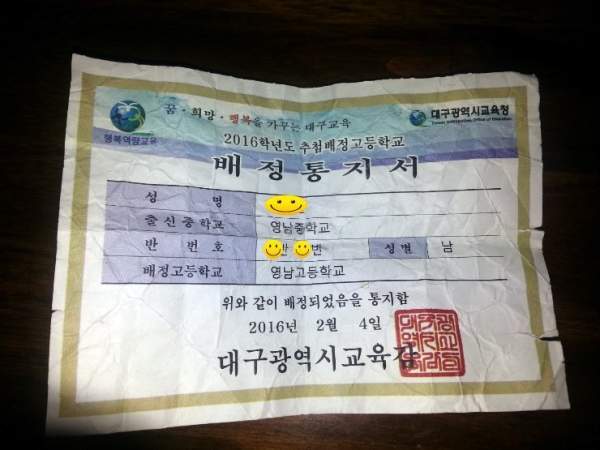 꿈·희망·행복을 가꾸는 대구교육
행복역량교육
대구광역시교육청
2016학년도 추첨배정고등학교
배정통지서
성 명
출신중학교 영남중학교
반 번호 반 번 성별 남
배정고등학교 영남고등학교
위와 같이 배정되었음을 통지함
2016년 2월 4일
대구광역시교육감